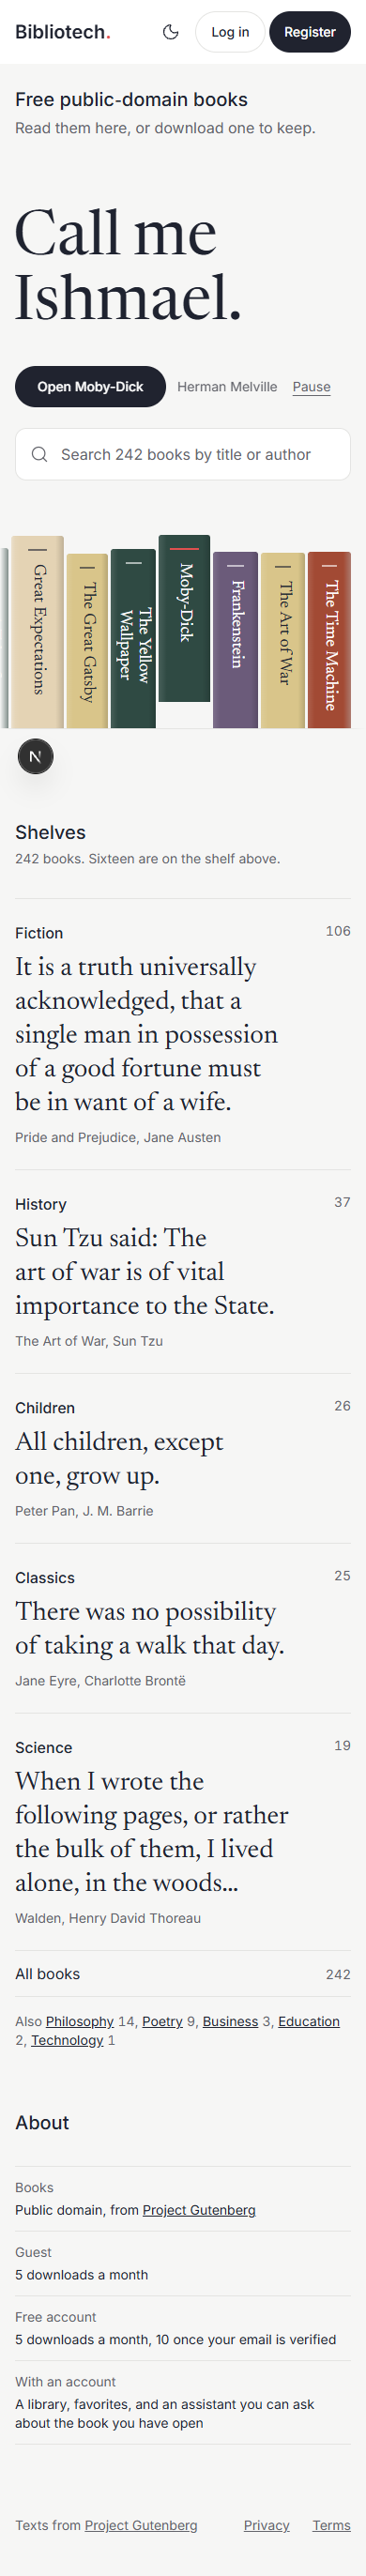 Bibliotech.
Log in
Register
Free public-domain books
Read them here, or download one to keep.
Call me
Ishmael.
Open Moby-Dick
Herman Melville
Pause
Search 242 books by title or author
Great Expectations
The Great Gatsby
The Yellow
Wallpaper
Moby-Dick
Frankenstein
The Art of War
The Time Machine
N
Shelves
242 books. Sixteen are on the shelf above.
Fiction
106
It is a truth universally
acknowledged, that a
single man in possession
of a good fortune must
be in want of a wife.
Pride and Prejudice, Jane Austen
History
37
Sun Tzu said: The
art of war is of vital
importance to the State.
The Art of War, Sun Tzu
Children
26
All children, except
one, grow up.
Peter Pan, J. M. Barrie
Classics
25
There was no possibility
of taking a walk that day.
Jane Eyre, Charlotte Brontë
Science
19
When I wrote the
following pages, or rather
the bulk of them, I lived
alone, in the woods...
Walden, Henry David Thoreau
All books
242
Also Philosophy 14, Poetry 9, Business 3, Education
2, Technology 1
About
Books
Public domain, from Project Gutenberg
Guest
5 downloads a month
Free account
5 downloads a month, 10 once your email is verified
With an account
A library, favorites, and an assistant you can ask
about the book you have open
Texts from Project Gutenberg
Privacy
Terms